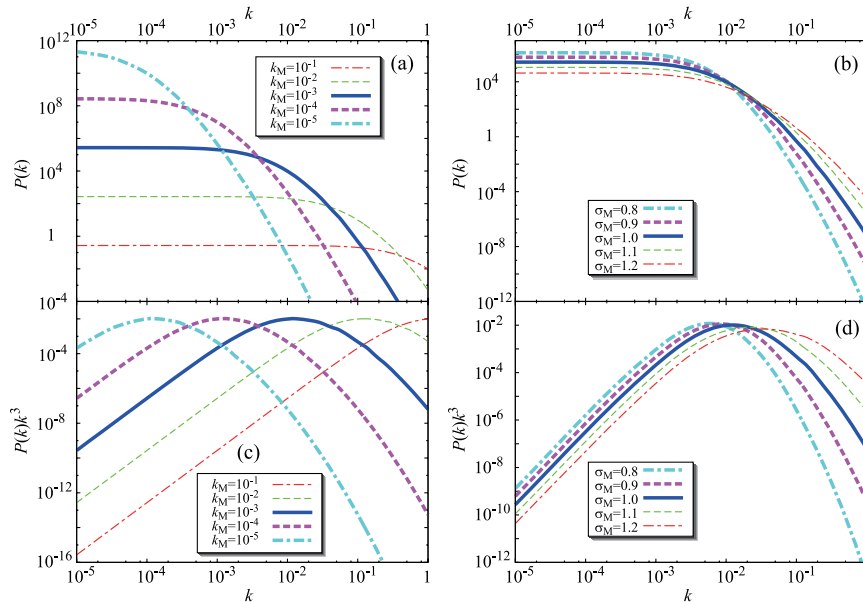 k
k
10^-5 10^-4 10^-3 10^-2 10^-1 1
10^-5 10^-4 10^-3 10^-2 10^-1 1
10^12
10^8
10^4
1
10^-4
P(k)
(a)
k_M=10^-1
k_M=10^-2
k_M=10^-3
k_M=10^-4
k_M=10^-5
10^4
1
10^-4
10^-8
10^-12
P(k)
(b)
σ_M=0.8
σ_M=0.9
σ_M=1.0
σ_M=1.1
σ_M=1.2
10^-4
10^-8
10^-12
10^-16
P(k)k^3
(c)
k_M=10^-1
k_M=10^-2
k_M=10^-3
k_M=10^-4
k_M=10^-5
10^-5 10^-4 10^-3 10^-2 10^-1 1
k
10^-2
10^-4
10^-6
10^-8
10^-10
10^-12
P(k)k^3
(d)
σ_M=0.8
σ_M=0.9
σ_M=1.0
σ_M=1.1
σ_M=1.2
10^-5 10^-4 10^-3 10^-2 10^-1 1
k